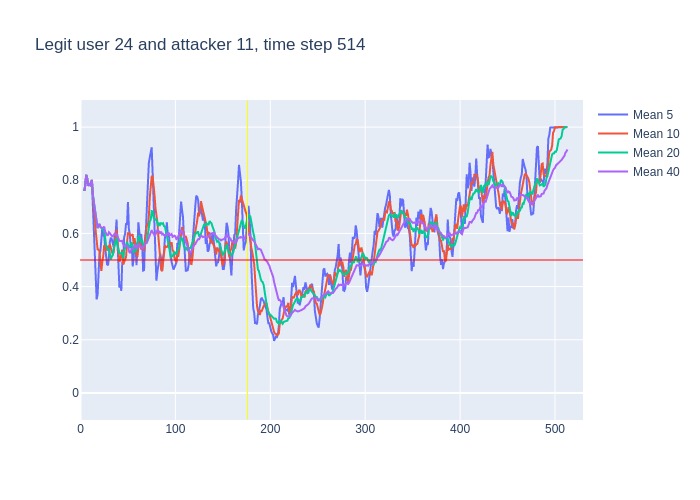 Legit user 24 and attacker 11, time step 514
Mean 5
Mean 10
Mean 20
Mean 40
1
0.8
0.6
0.4
0.2
0
0 100 200 300 400 500